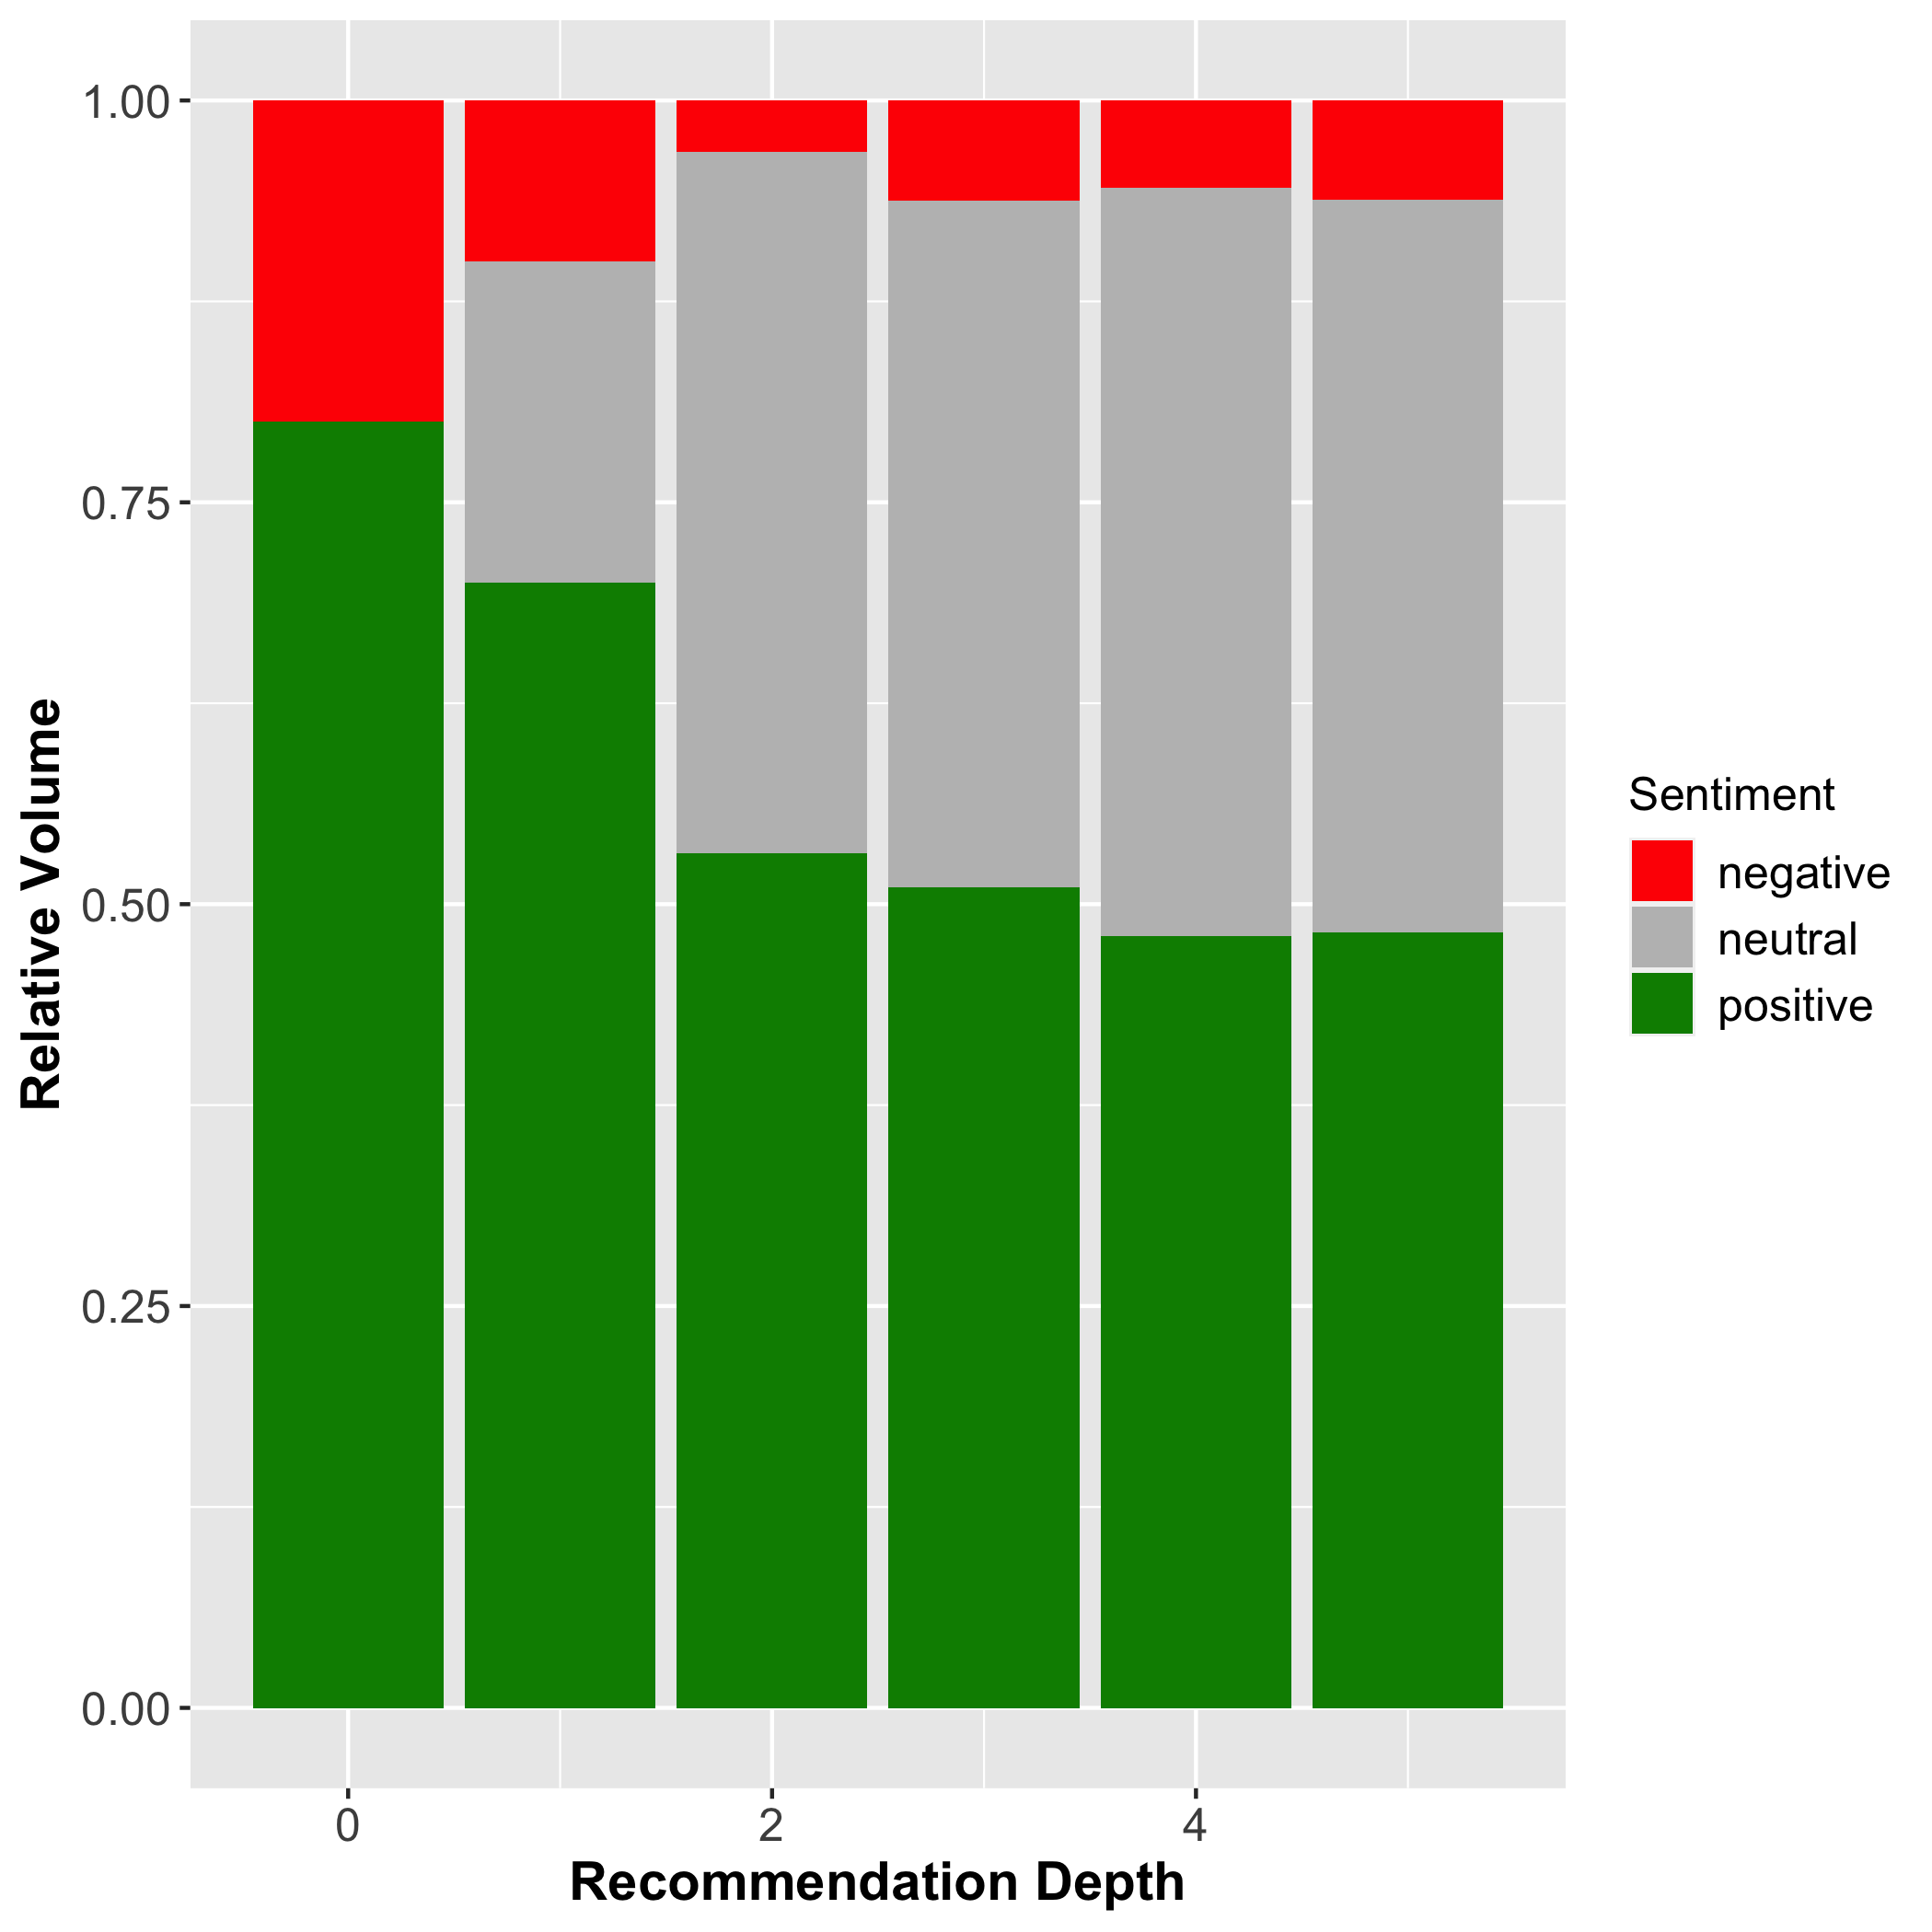 1.00
0.75
0.50
0.25
0.00
Relative Volume
0 2 4
Recommendation Depth
Sentiment
negative
neutral
positive